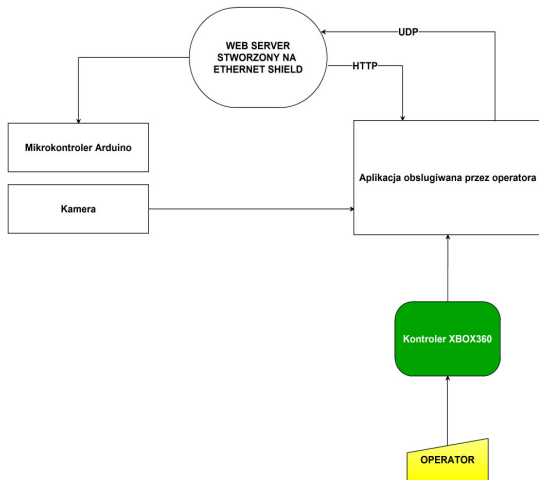 WEB SERVER
STWORZONY NA
ETHERNET SHIELD
UDP
HTTP
Mikrokontroler Arduino
Aplikacja obslugiwana przez operatora
Kamera
Kontroler XBOX360
OPERATOR